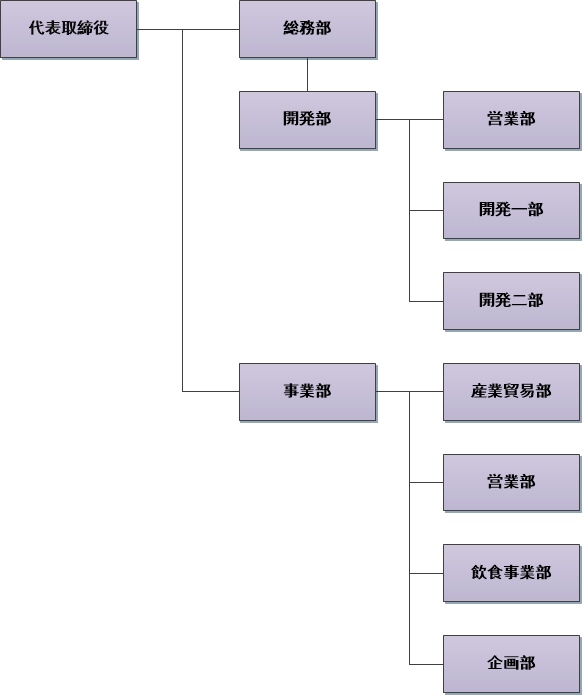 代表取締役
総務部
開発部
営業部
開発一部
開発二部
事業部
産業貿易部
営業部
飲食事業部
企画部